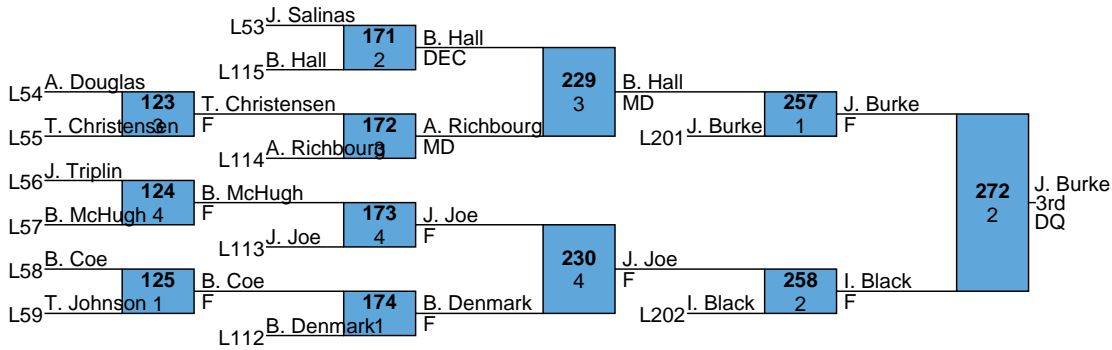 L53 J. Salinas
171
2
B. Hall
DEC
L115 B. Hall
229
3
B. Hall
MD
L54 A. Douglas
123
3
T. Christensen
F
L55 T. Christensen
172
3
A. Richbourg
MD
L114 A. Richbourg
257
1
J. Burke
F
L201 J. Burke
L56 J. Triplin
124
4
B. McHugh
F
L57 B. McHugh
173
4
J. Joe
F
L113 J. Joe
272
2
J. Burke
3rd
DQ
L58 B. Coe
125
1
B. Coe
F
L59 T. Johnson
230
4
J. Joe
F
174
1
B. Denmark
F
L112 B. Denmark
258
2
I. Black
F
L202 I. Black